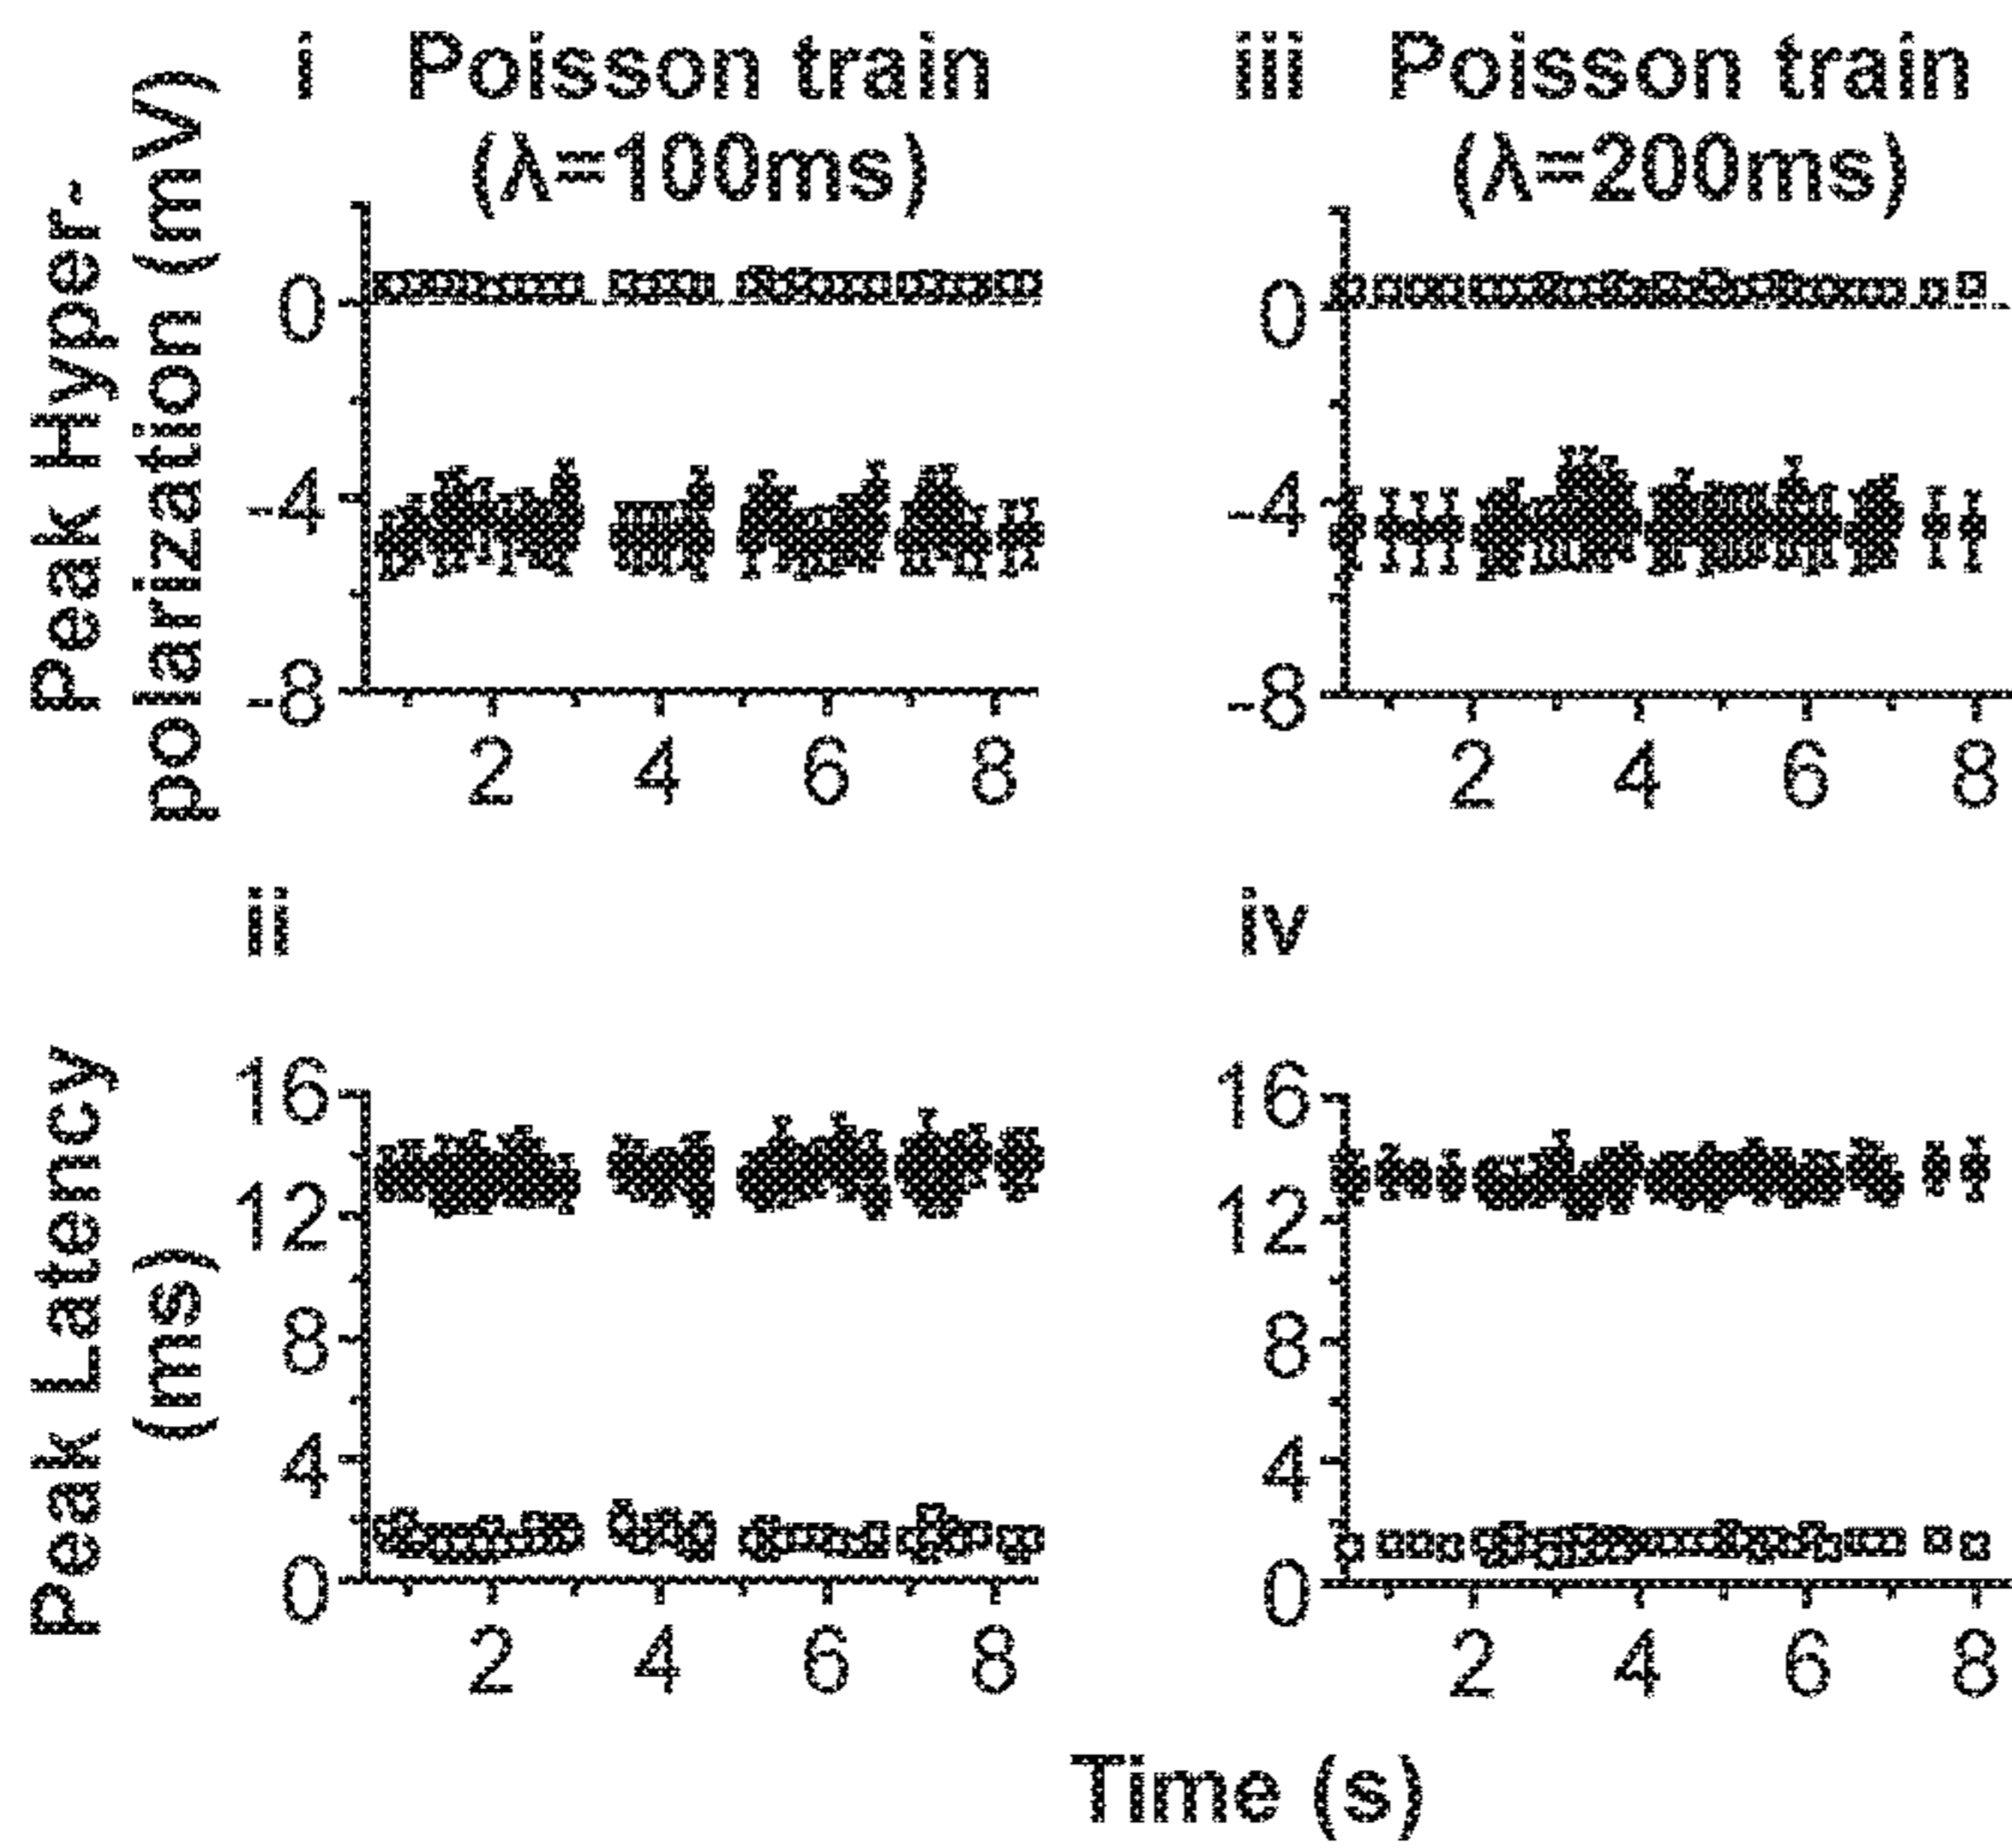 i Poisson train
(λ=100ms)
iii Poisson train
(λ=200ms)
Peak Hyper-
polarization (mV)
0
-4
-8
2 4 6 8
0
-4
-8
2 4 6 8
ii
iv
Peak Latency
(ms)
16
12
8
4
0
2 4 6 8
16
12
8
4
0
2 4 6 8
Time (s)